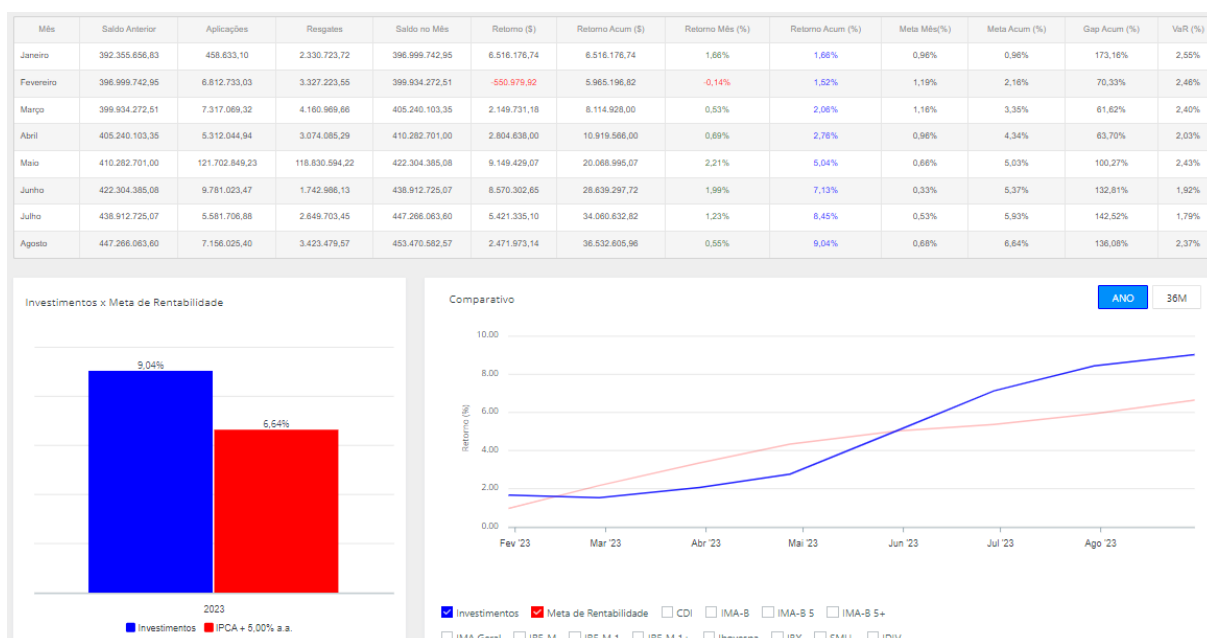 Mês Saldo Anterior Aplicações Resgates Saldo no Mês Retorno ($) Retorno Acum ($) Retorno Mês (%) Retorno Acum (%) Meta Mês(%) Meta Acum (%) Gap Acum (%) VaR (%)
Janeiro 392.355.656,83 458.633,10 2.330.723,72 396.999.742,95 6.516.176,74 6.516.176,74 1,66% 1,66% 0,96% 0,96% 173,16% 2,55%
Fevereiro 396.999.742,95 6.812.733,03 3.327.223,55 399.934.272,51 -550.979,92 5.965.196,82 -0,14% 1,52% 1,19% 2,16% 70,33% 2,46%
Março 399.934.272,51 7.317.069,32 4.160.969,66 405.240.103,35 2.149.731,18 8.114.928,00 0,53% 2,06% 1,16% 3,35% 61,62% 2,40%
Abril 405.240.103,35 5.312.044,94 3.074.085,29 410.282.701,00 2.804.638,00 10.919.566,00 0,69% 2,76% 0,96% 4,34% 63,70% 2,03%
Maio 410.282.701,00 121.702.849,23 118.830.594,22 422.304.385,08 9.149.429,07 20.068.995,07 2,21% 5,04% 0,66% 5,03% 100,27% 2,43%
Junho 422.304.385,08 9.781.023,47 1.742.986,13 438.912.725,07 8.570.302,65 28.639.297,72 1,99% 7,13% 0,33% 5,37% 132,81% 1,92%
Julho 438.912.725,07 5.581.706,88 2.649.703,45 447.266.063,60 5.421.335,10 34.060.632,82 1,23% 8,45% 0,53% 5,93% 142,52% 1,79%
Agosto 447.266.063,60 7.156.025,40 3.423.479,57 453.470.582,57 2.471.973,14 36.532.605,96 0,55% 9,04% 0,68% 6,64% 136,08% 2,37%
Investimentos x Meta de Rentabilidade
9,04%
6,64%
2023
Investimentos IPCA + 5,00% a.a.
Comparativo
ANO 36M
Retorno (%)
10.00
8.00
6.00
4.00
2.00
0.00
Fev '23 Mar '23 Abr '23 Mai '23 Jun '23 Jul '23 Ago '23
Investimentos Meta de Rentabilidade CDI IMA-B IMA-B 5 IMA-B 5+
IMA Geral IRF-M IRF-M 1 IRF-M 1+ Ibovespa IBX SMLL IDIV